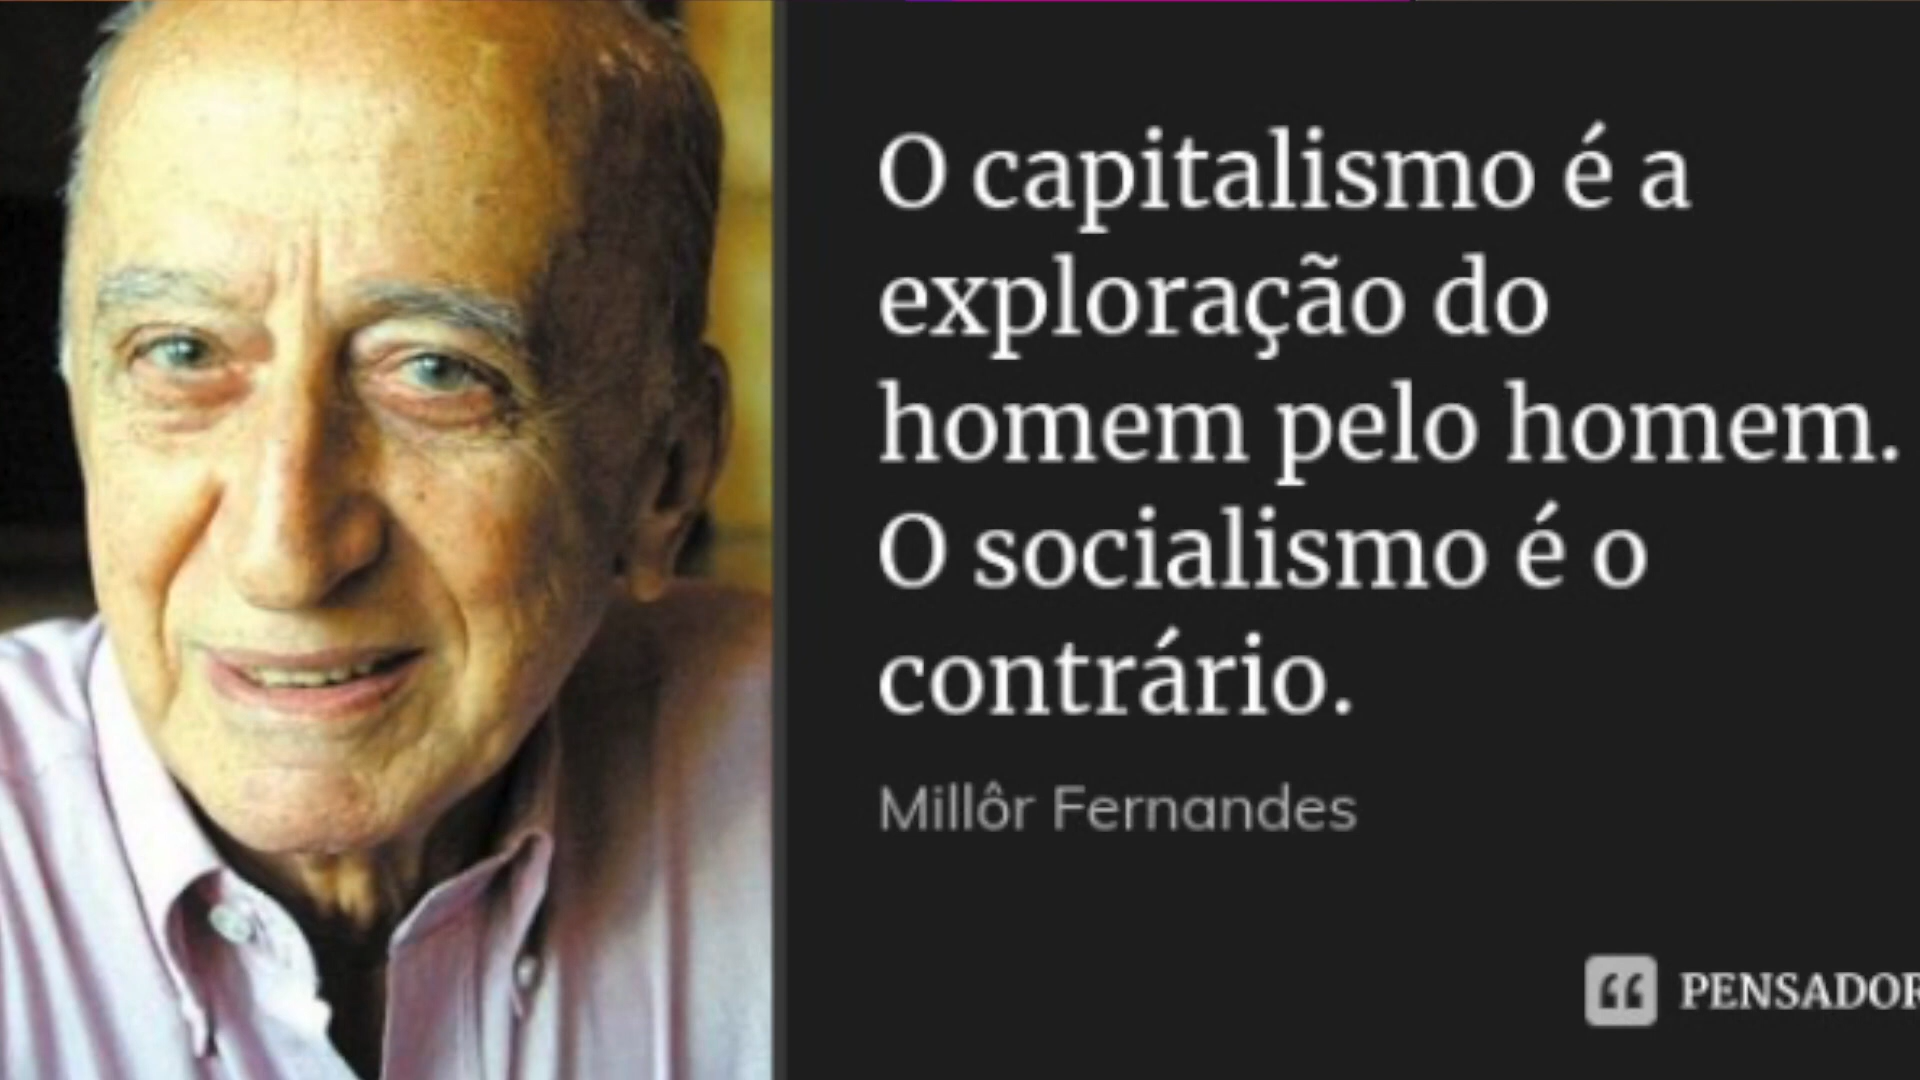 O capitalismo é a
exploração do
homem pelo homem.
O socialismo é o
contrário.
Millôr Fernandes
PENSADOR